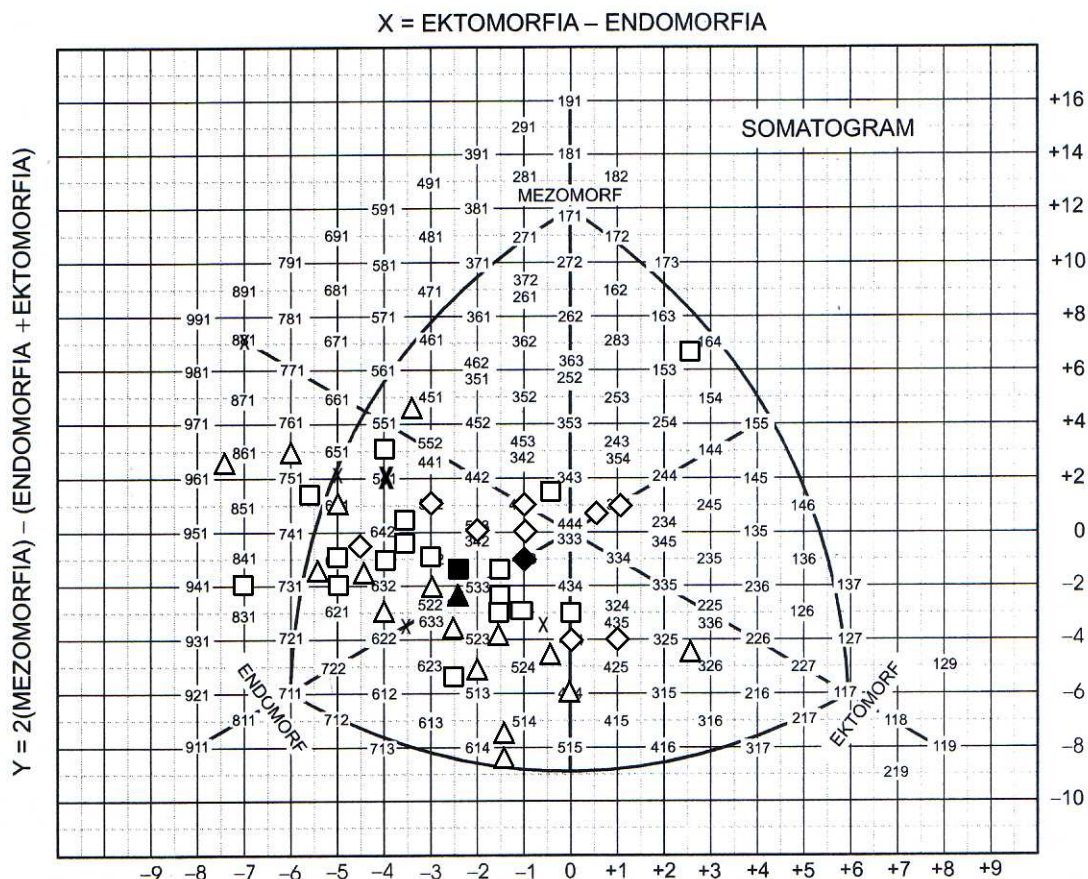 X = EKTOMORFIA – ENDOMORFIA
Y = 2(MEZOMORFIA) – (ENDOMORFIA +EKTOMORFIA)
SOMATOGRAM
191 +16
291
391 181 +14
491 281 182
MEZOMORF
591 381 171 +12
691 481 271 172
791 581 371 272 173 +10
891 681 471 372 261 162
991 781 571 361 262 163 +8
671 461 362 283 164
981 771 561 462 351 363 252 153 +6
871 661 451 352 253 154
971 761 551 452 353 254 155 +4
861 651 552 441 453 342 243 354 144
961 751 442 343 244 145 +2
851 245 146
951 741 642 342 444 333 234 345 135 0
841 334 235 136
941 731 632 533 434 335 236 137 -2
831 621 522 633 324 435 225 336 126
931 721 622 523 325 226 127 -4
722 623 524 425 326 227 129
921 711 612 513 315 216 117 -6
811 712 613 514 415 316 217 118
911 713 614 515 416 317 119 -8
219
-10
ENDOMORF
EKTOMORF
-9 -8 -7 -6 -5 -4 -3 -2 -1 0 +1 +2 +3 +4 +5 +6 +7 +8 +9